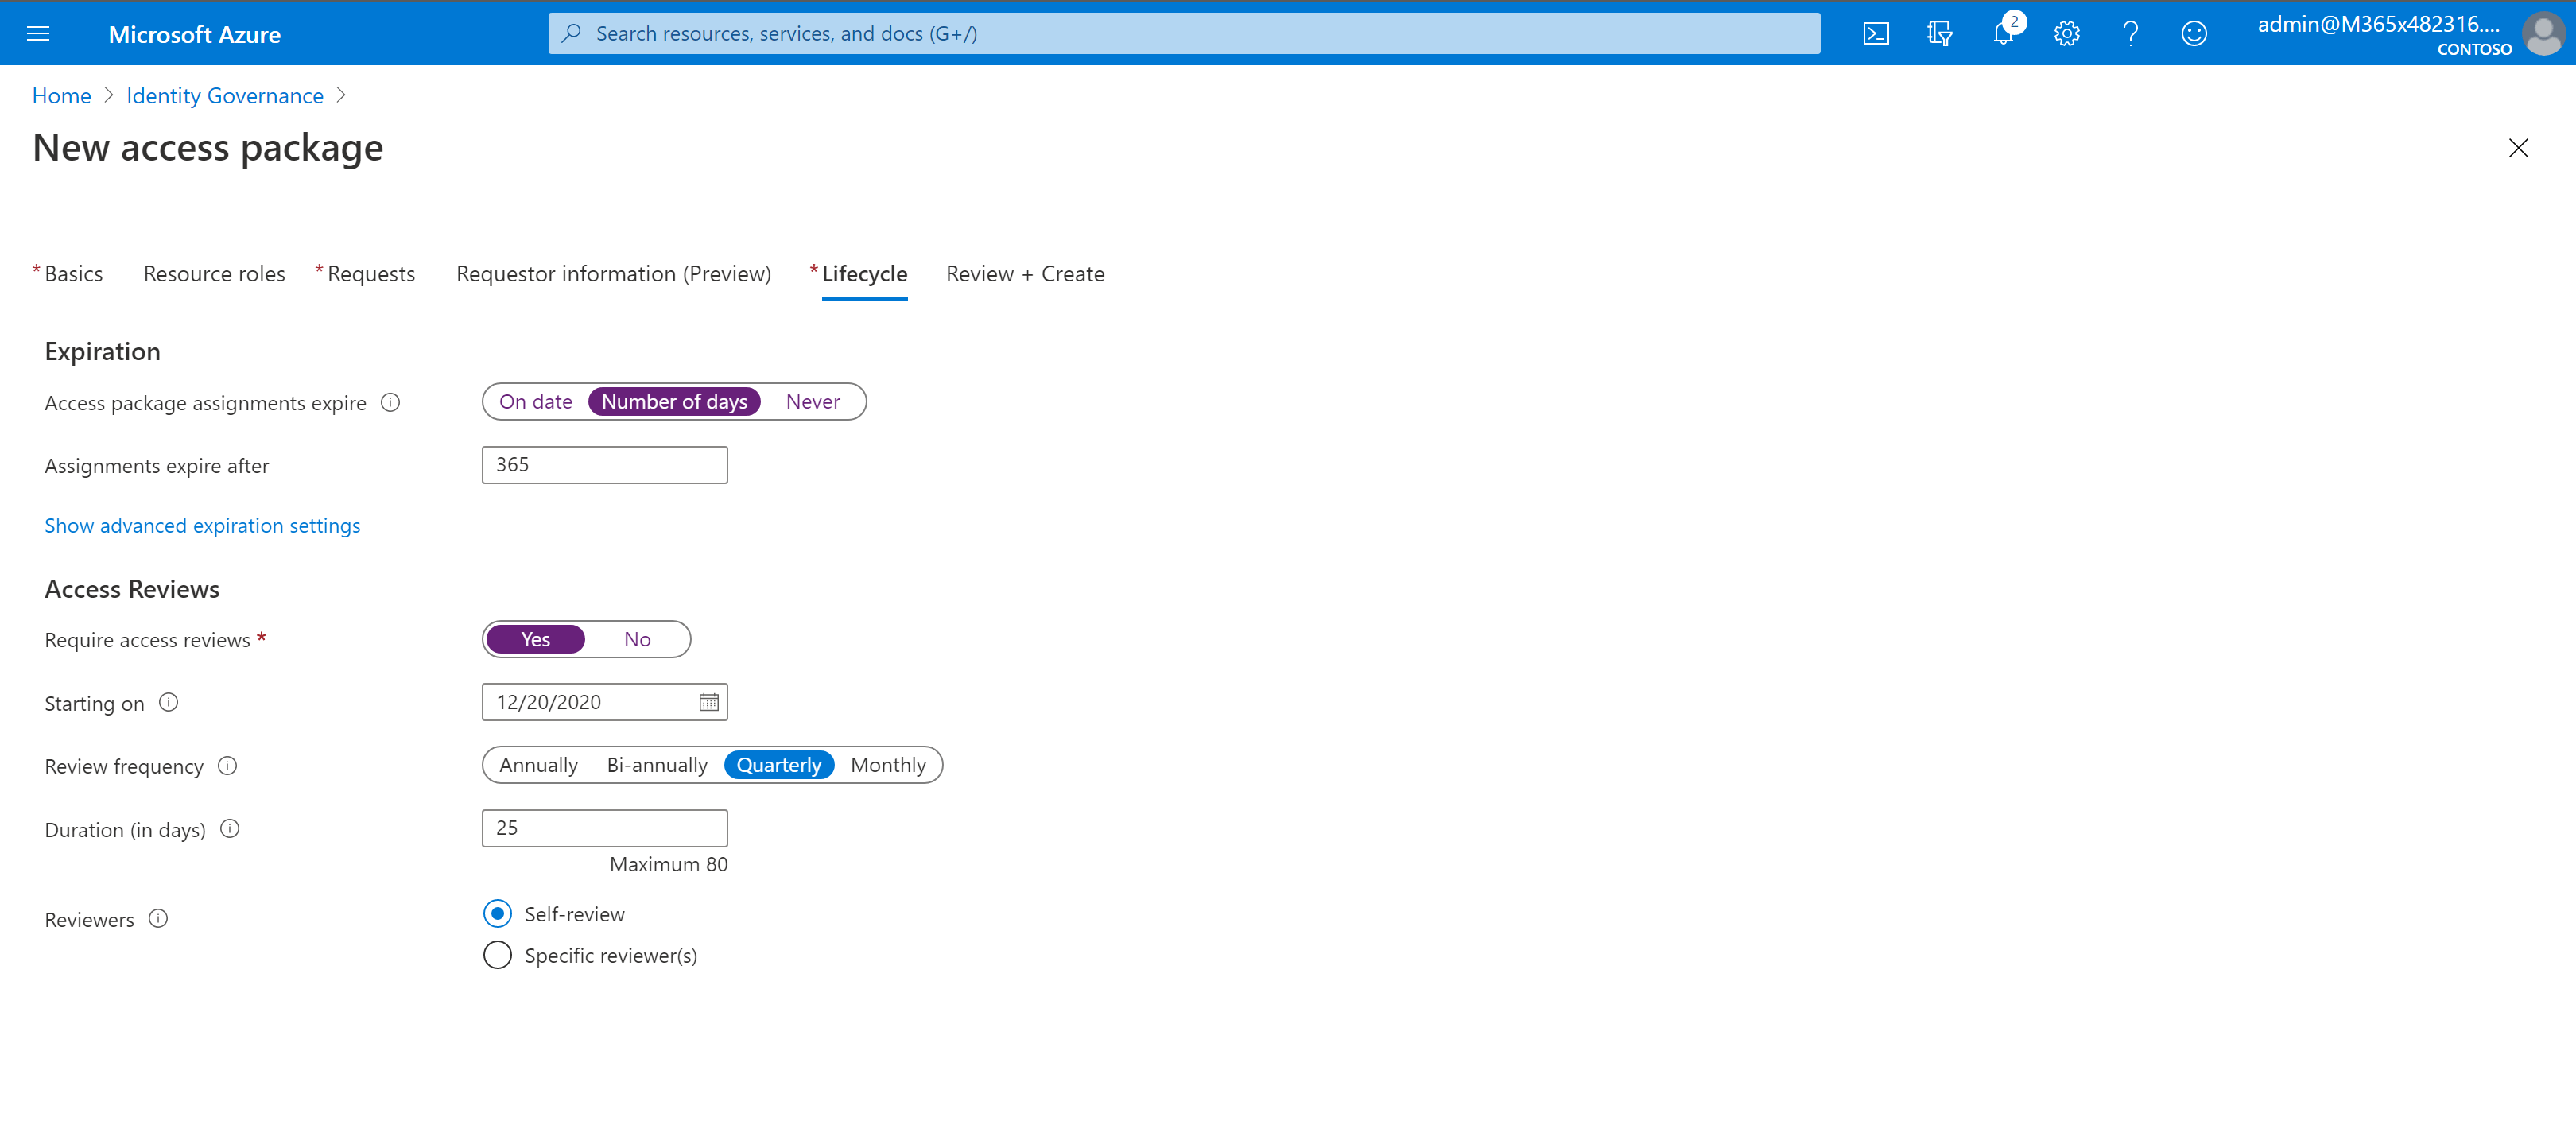 Microsoft Azure
Search resources, services, and docs (G+/)
2
admin@M365x482316....
CONTOSO
Home > Identity Governance >
New access package
* Basics Resource roles * Requests Requestor information (Preview) * Lifecycle Review + Create
Expiration
Access package assignments expire On date Number of days Never
Assignments expire after 365
Show advanced expiration settings
Access Reviews
Require access reviews * Yes No
Starting on 12/20/2020
Review frequency Annually Bi-annually Quarterly Monthly
Duration (in days) 25
Maximum 80
Reviewers Self-review
Specific reviewer(s)